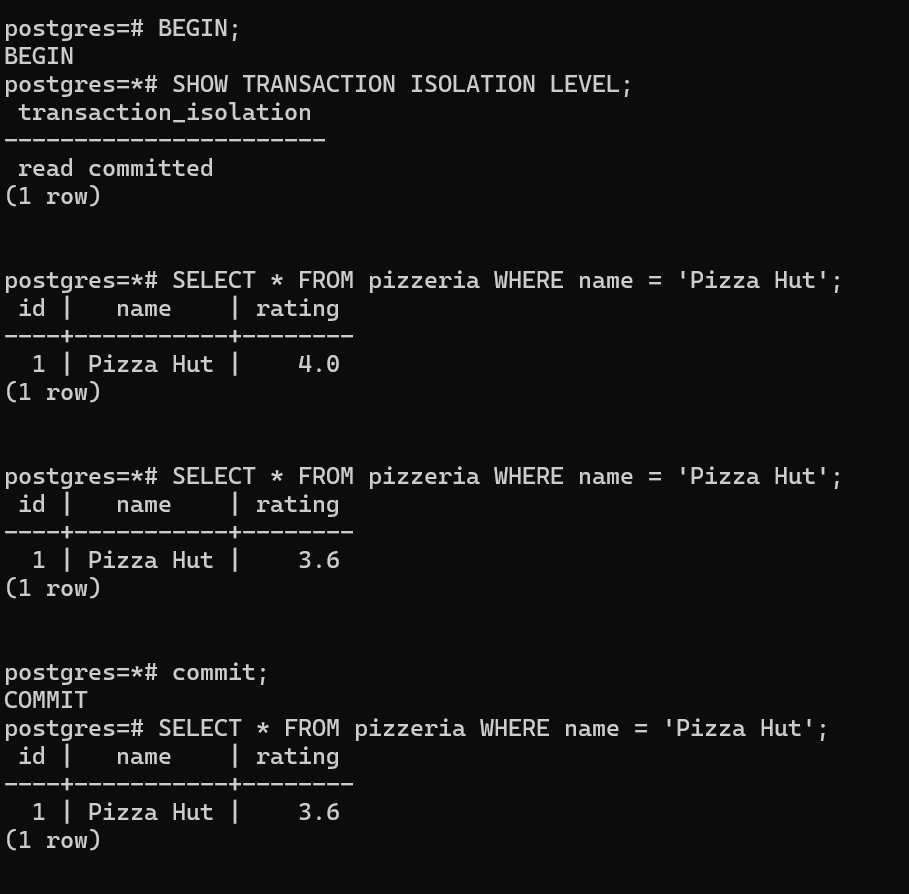 postgres=# BEGIN;
BEGIN
postgres=*# SHOW TRANSACTION ISOLATION LEVEL;
 transaction_isolation
-----------------------
 read committed
(1 row)


postgres=*# SELECT * FROM pizzeria WHERE name = 'Pizza Hut';
 id |   name    | rating
----+-----------+--------
  1 | Pizza Hut |    4.0
(1 row)


postgres=*# SELECT * FROM pizzeria WHERE name = 'Pizza Hut';
 id |   name    | rating
----+-----------+--------
  1 | Pizza Hut |    3.6
(1 row)


postgres=*# commit;
COMMIT
postgres=# SELECT * FROM pizzeria WHERE name = 'Pizza Hut';
 id |   name    | rating
----+-----------+--------
  1 | Pizza Hut |    3.6
(1 row)